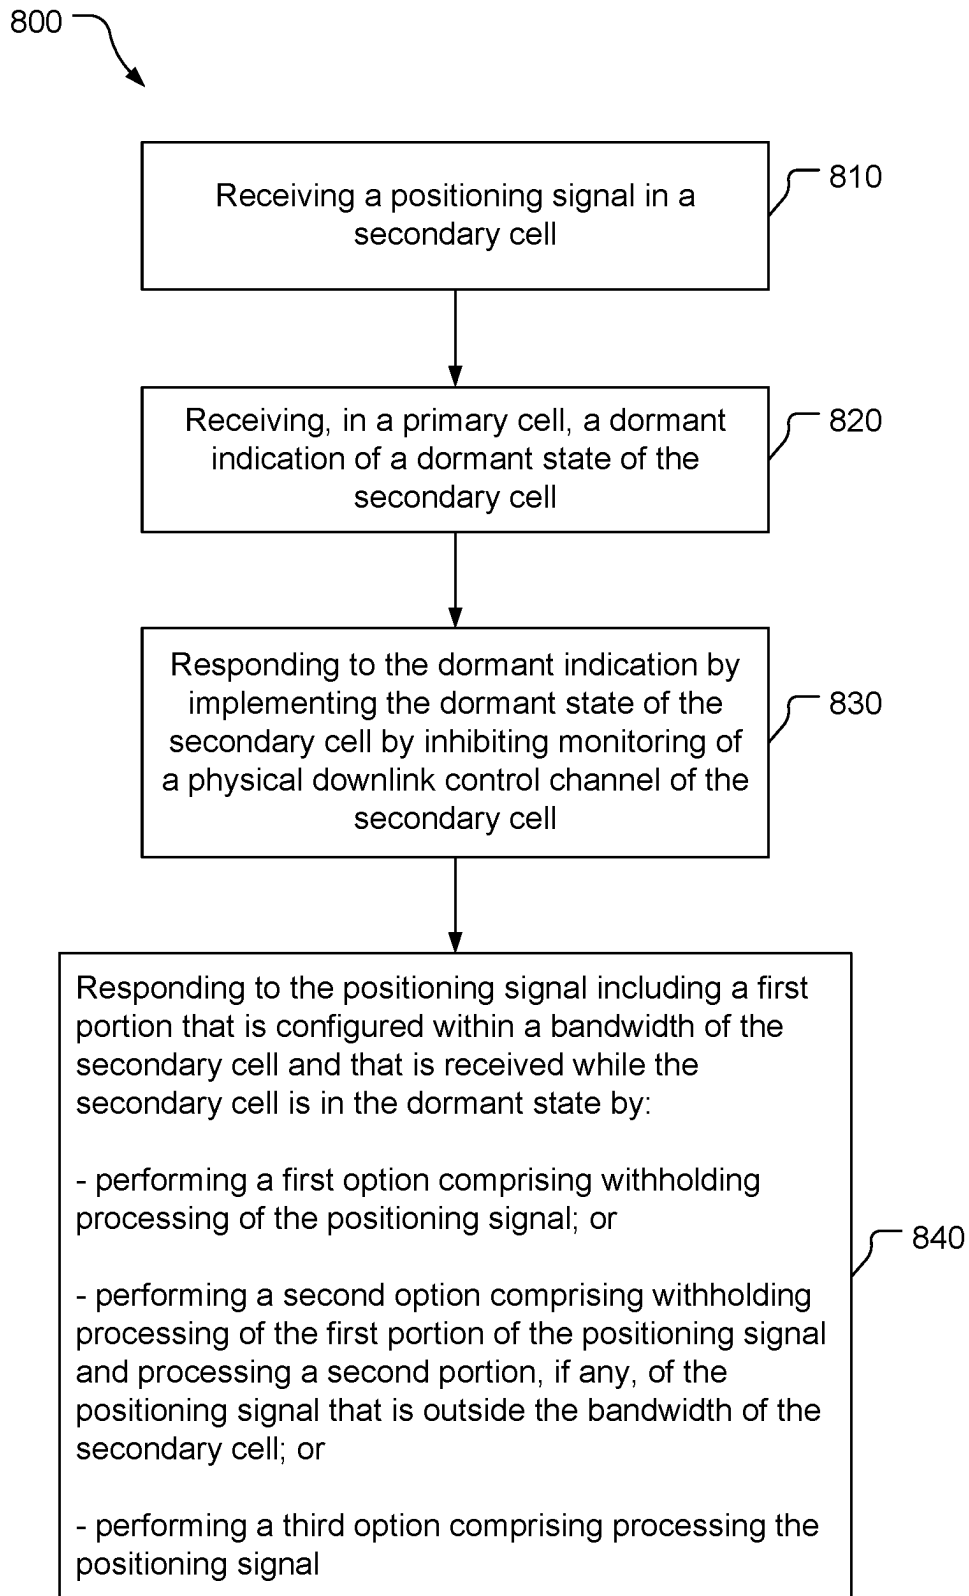 800
810
Receiving a positioning signal in a
secondary cell
820
Receiving, in a primary cell, a dormant
indication of a dormant state of the
secondary cell
830
Responding to the dormant indication by
implementing the dormant state of the
secondary cell by inhibiting monitoring of
a physical downlink control channel of the
secondary cell
Responding to the positioning signal including a first
portion that is configured within a bandwidth of the
secondary cell and that is received while the
secondary cell is in the dormant state by:
- performing a first option comprising withholding
processing of the positioning signal; or
840
- performing a second option comprising withholding
processing of the first portion of the positioning signal
and processing a second portion, if any, of the
positioning signal that is outside the bandwidth of the
secondary cell; or
- performing a third option comprising processing the
positioning signal